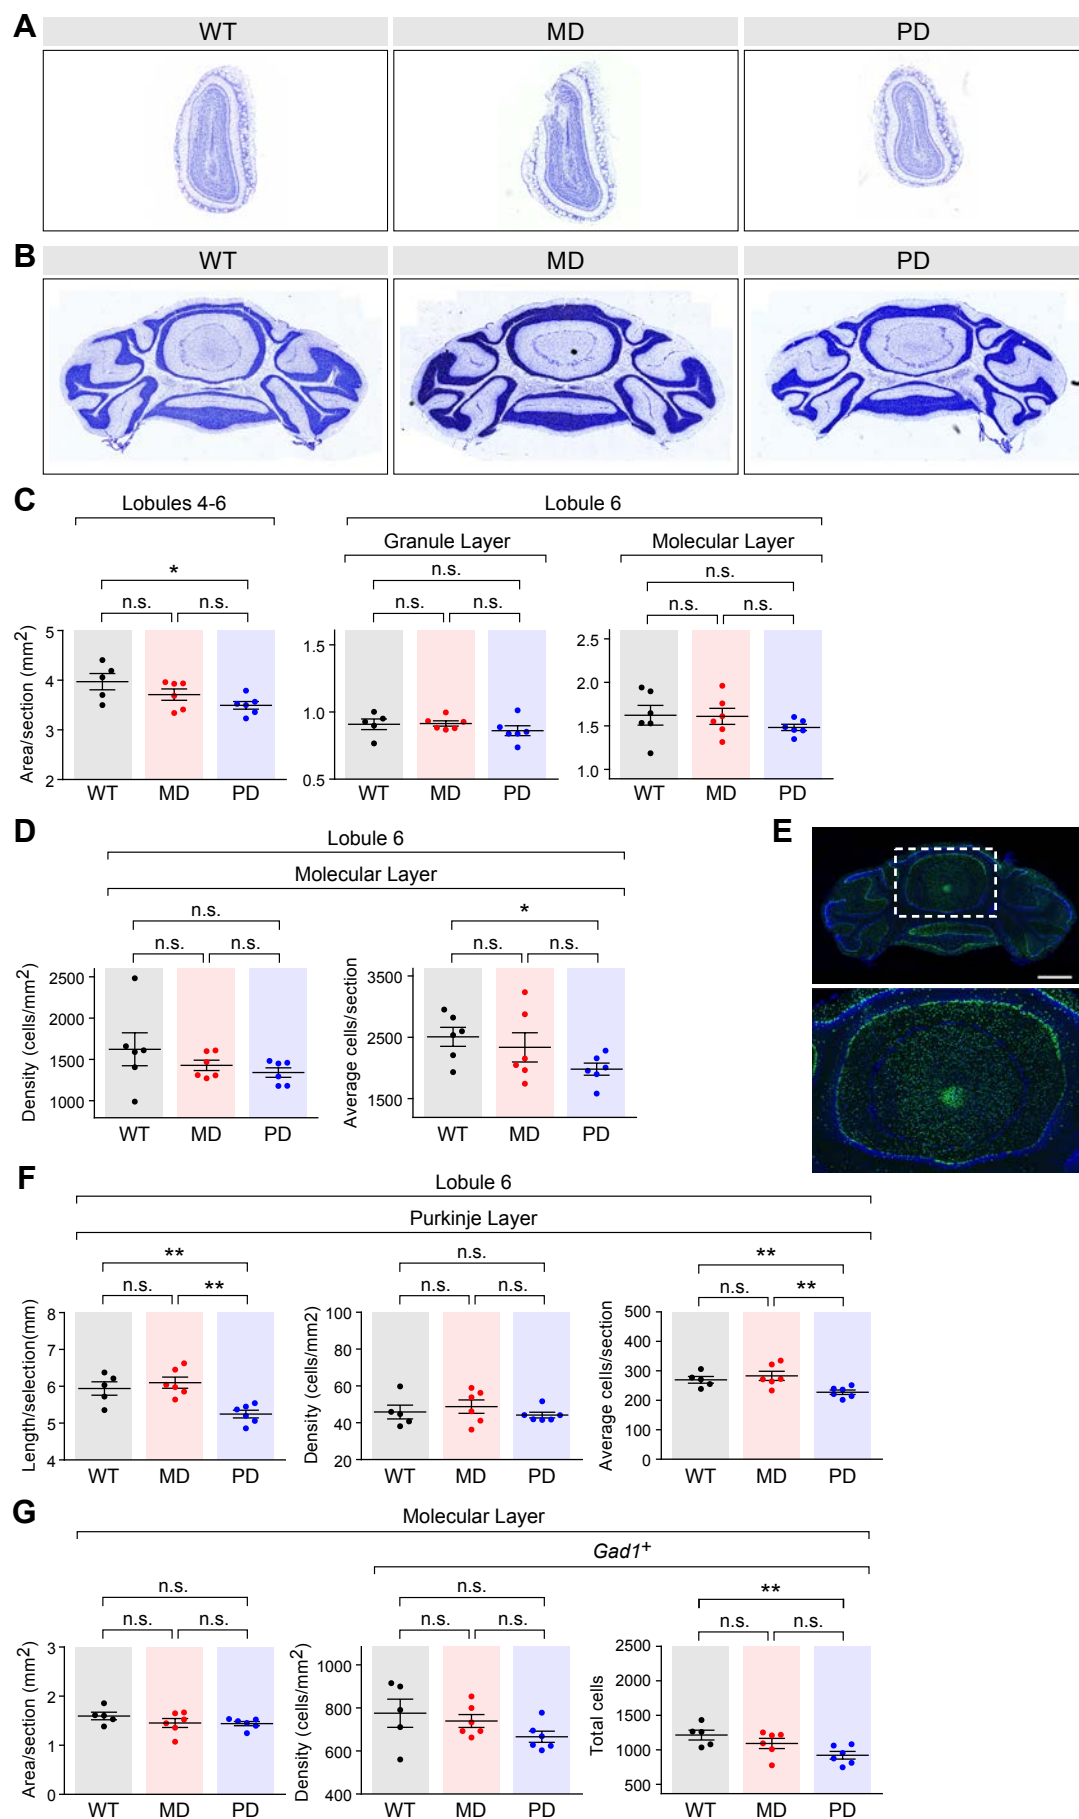 A
WT MD PD
B
WT MD PD
C
Lobules 4-6 Lobule 6
Granule Layer Molecular Layer
* n.s. n.s.
n.s. n.s. n.s. n.s. n.s. n.s.
Area/section (mm2)
5
4
3
2
WT MD PD
1.5
1.0
0.5
WT MD PD
2.5
2.0
1.5
1.0
WT MD PD
D
Lobule 6
Molecular Layer
n.s. *
n.s. n.s. n.s. n.s.
Density (cells/mm2)
2500
2000
1500
1000
WT MD PD
Average cells/section
3500
2500
1500
WT MD PD
E
F
Lobule 6
Purkinje Layer
** n.s. **
n.s. ** n.s. n.s. n.s. **
Length/selection(mm)
8
7
6
5
4
WT MD PD
Density (cells/mm2)
100
80
60
40
20
WT MD PD
Average cells/section
500
400
300
200
100
0
WT MD PD
G
Molecular Layer
Gad1+
n.s. n.s. **
n.s. n.s. n.s. n.s. n.s. n.s.
Area/section (mm2)
3
2
1
0
WT MD PD
Density (cells/mm2)
1000
800
600
400
WT MD PD
Total cells
2500
2000
1500
1000
500
WT MD PD